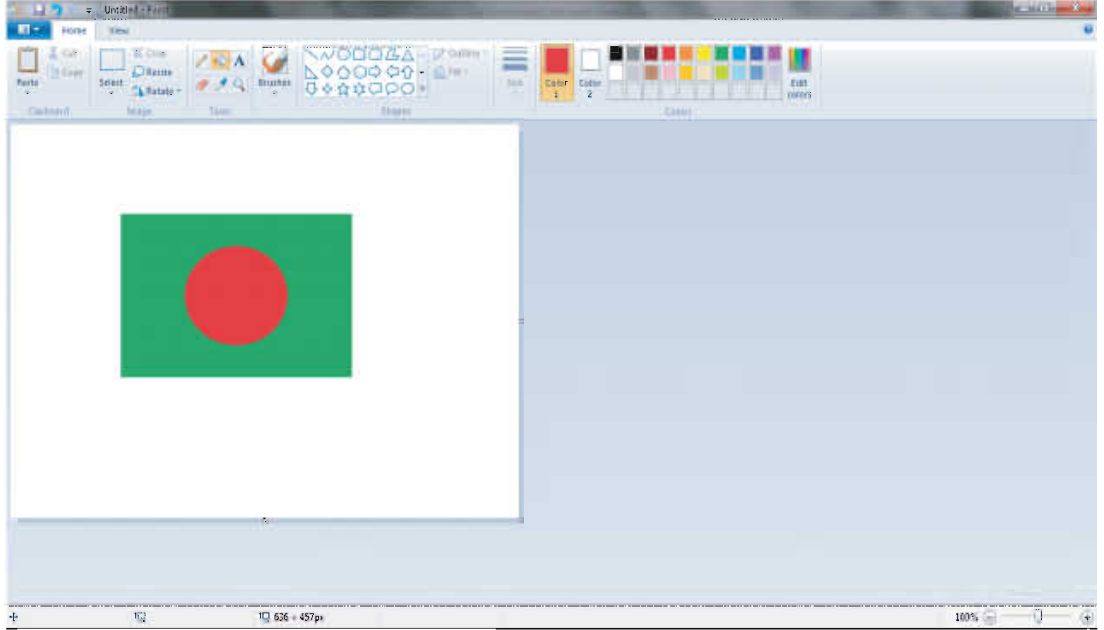 Untitled - Paint
Home View
Paste
Cut
Copy
Select
Crop
Resize
Rotate
A
Brushes
Outline
Fill
Size
Color 1
Color 2
Edit colors
Clipboard Image Tools Shapes Colors
636 × 457px 100%